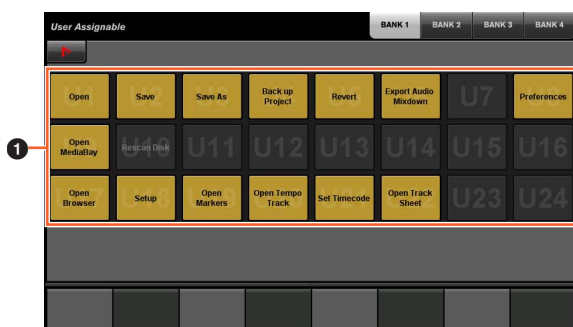 User Assignable
BANK 1 BANK 2 BANK 3 BANK 4
P
1
Open Save Save As Back up Project Revert Export Audio Mixdown U7 Preferences
Open MediaBay Rescan Disk U11 U12 U13 U14 U15 U16
Open Browser Setup Open Markers Open Tempo Track Set Timecode Open Track Sheet U23 U24